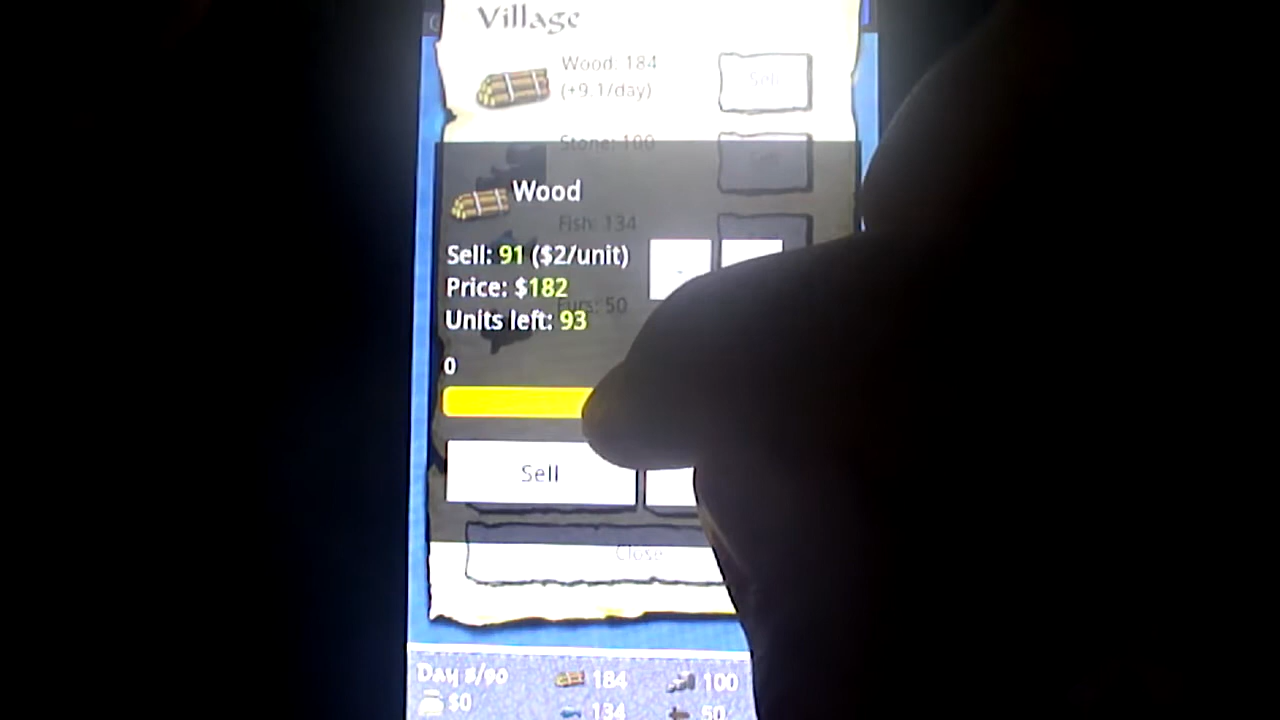 Village
Wood: 184
(+9.1/day)
Sell
Stone: 100
Wood
Fish: 134
Sell: 91 ($2/unit)
Price: $182
Furs: 50
Units left: 93
0
Sell
Close
184
100
$0
134
50